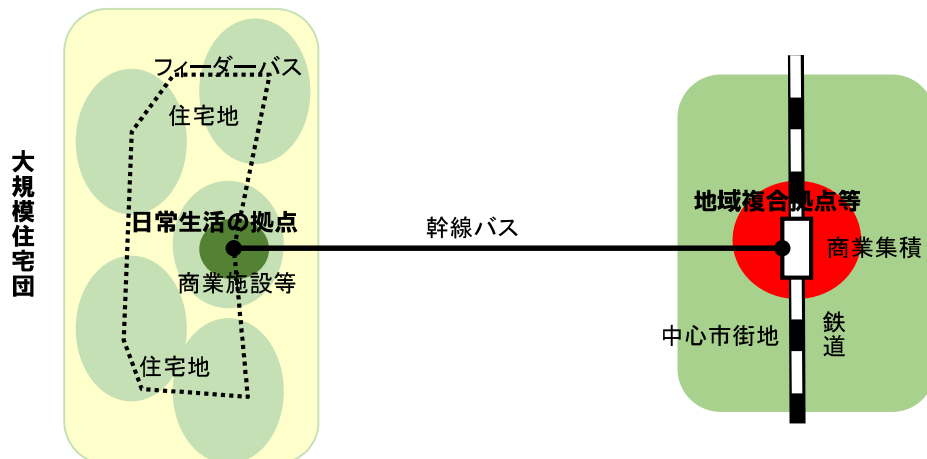 大規模住宅団
フィーダーバス
住宅地
日常生活の拠点
商業施設等
住宅地
幹線バス
地域複合拠点等
商業集積
中心市街地
鉄道